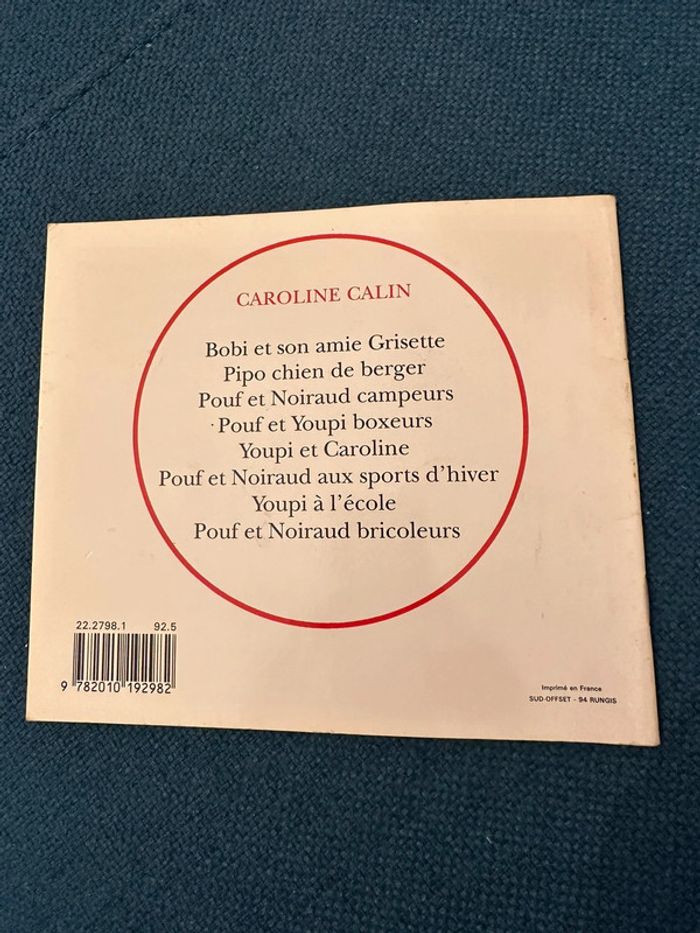 CAROLINE CALIN
Bobi et son amie Grisette
Pipo chien de berger
Pouf et Noiraud campeurs
Pouf et Youpi boxeurs
Youpi et Caroline
Pouf et Noiraud aux sports d'hiver
Youpi à l'école
Pouf et Noiraud bricoleurs
22.2798.1 92.5
9 782010 192982
Imprimé en France
SUD-OFFSET - 94 RUNGIS